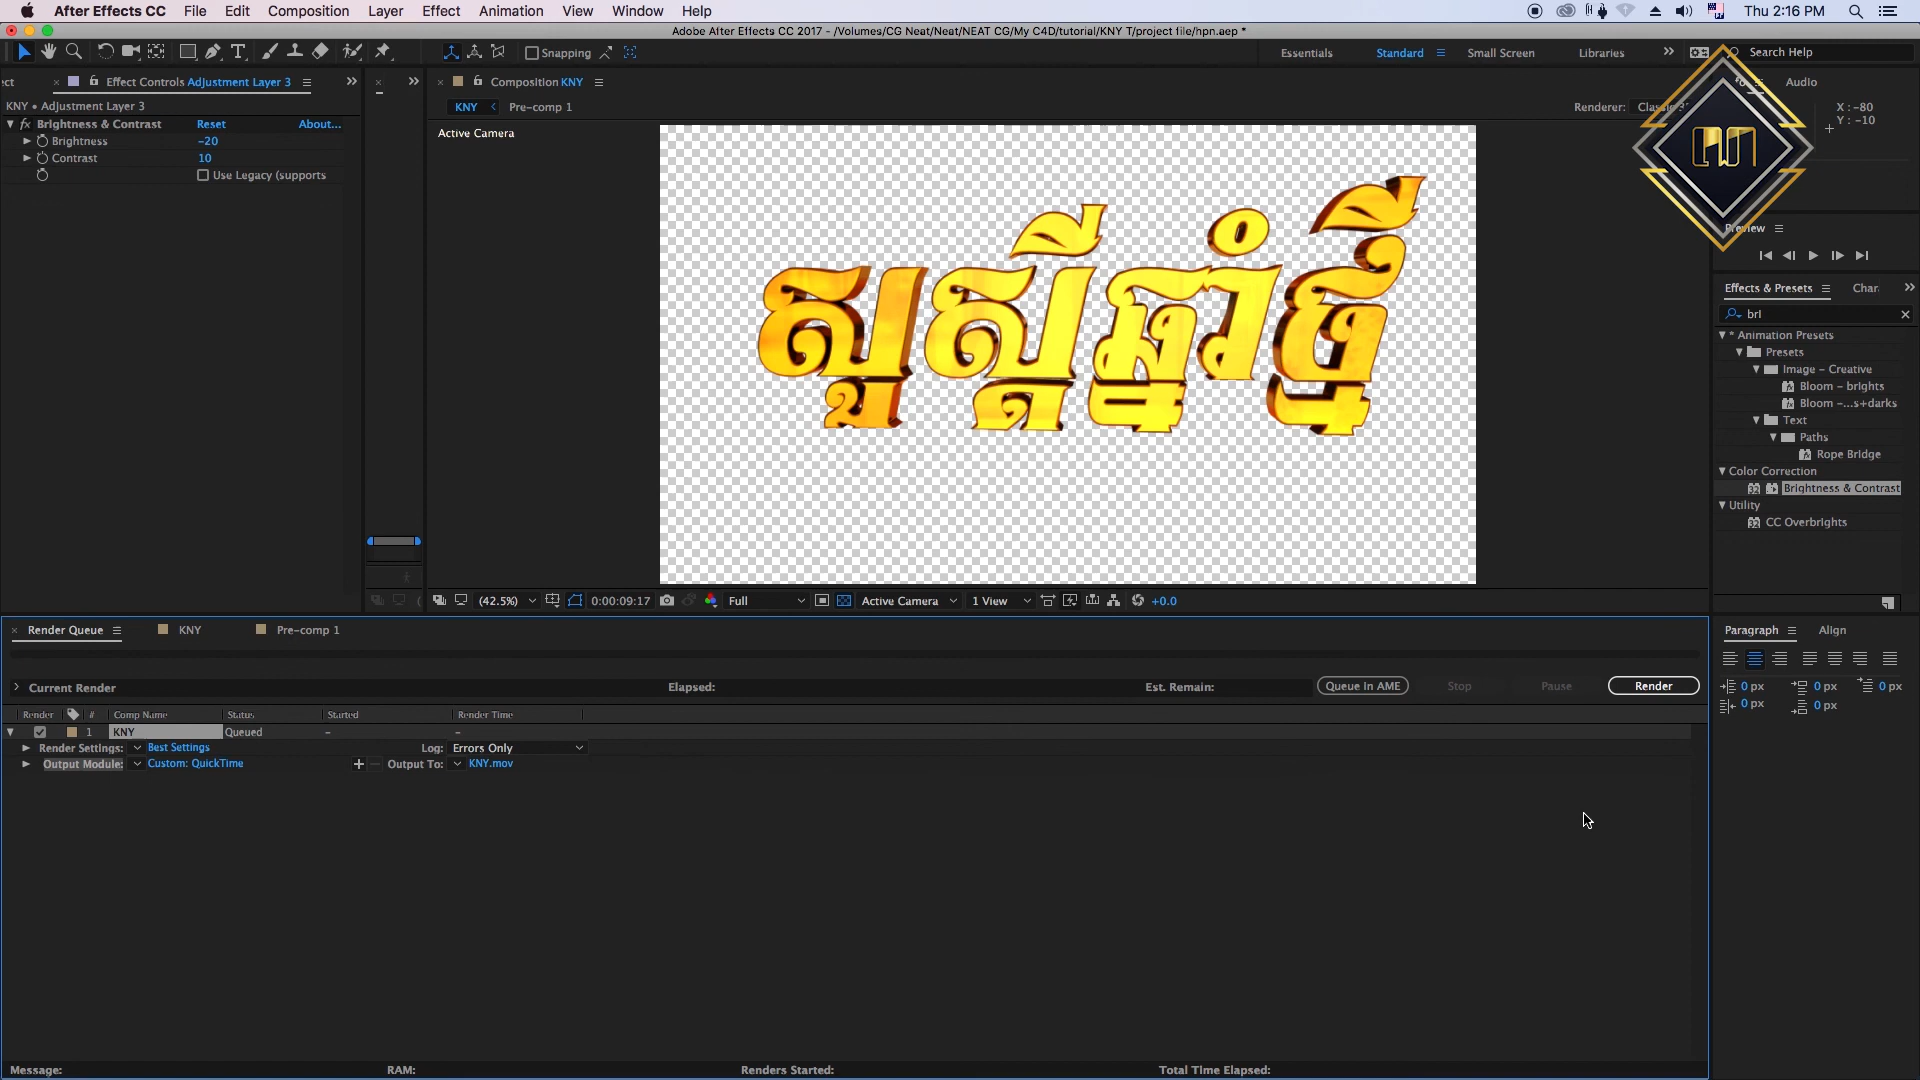 After Effects CC File Edit Composition Layer Effect Animation View Window Help Thu 2:16 PM
Adobe After Effects CC 2017 - /Volumes/CG Neat/Neat/NEAT CG/My C4D/tutorial/KNY T/project file/hpn.aep *
Snapping Essentials Standard Small Screen Libraries Search Help
Effect Controls Adjustment Layer 3 Composition KNY Audio
KNY • Adjustment Layer 3 KNY Pre-comp 1 Renderer: X : -80
Y : -10
fx Brightness & Contrast Reset About...
Active Camera
Brightness -20
Contrast 10
Use Legacy (supports
សួស្តីឆ្នាំថ្មី
Preview
Effects & Presets Char
brI
* Animation Presets
Presets
Image - Creative
Bloom - brights
Bloom -...s+darks
Text
Paths
Rope Bridge
Color Correction
Brightness & Contrast
Utility
CC Overbrights
(42.5%) 0:00:09:17 Full Active Camera 1 View +0.0
Render Queue KNY Pre-comp 1 Paragraph Align
Current Render Elapsed: Est. Remain: Queue in AME Stop Pause Render
0 px 0 px 0 px
0 px 0 px
Render # Comp Name Status Started Render Time
1 KNY Queued - -
Render Settings: Best Settings Log: Errors Only
Output Module: Custom: QuickTime + Output To: KNY.mov
Message: RAM: Renders Started: Total Time Elapsed: